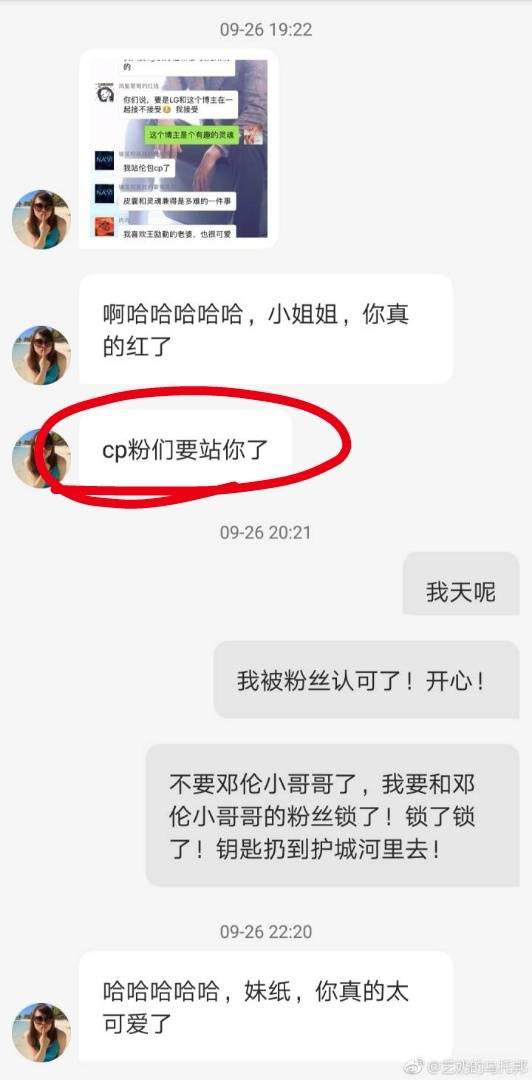 09-26 19:22
的
你们说，要是LG和这个博主在一
起接不接受 我接受
这个博主是个有趣的灵魂
我站伦包cp了
皮囊和灵魂兼得是多难的一件事
我喜欢王励勤的老婆，也很可爱
啊哈哈哈哈哈，小姐姐，你真
的红了
cp粉们要站你了
09-26 20:21
我天呢
我被粉丝认可了！开心！
不要邓伦小哥哥了，我要和邓
伦小哥哥的粉丝锁了！锁了锁
了！钥匙扔到护城河里去！
09-26 22:20
哈哈哈哈哈，妹纸，你真的太
可爱了
@艺奶的乌托邦